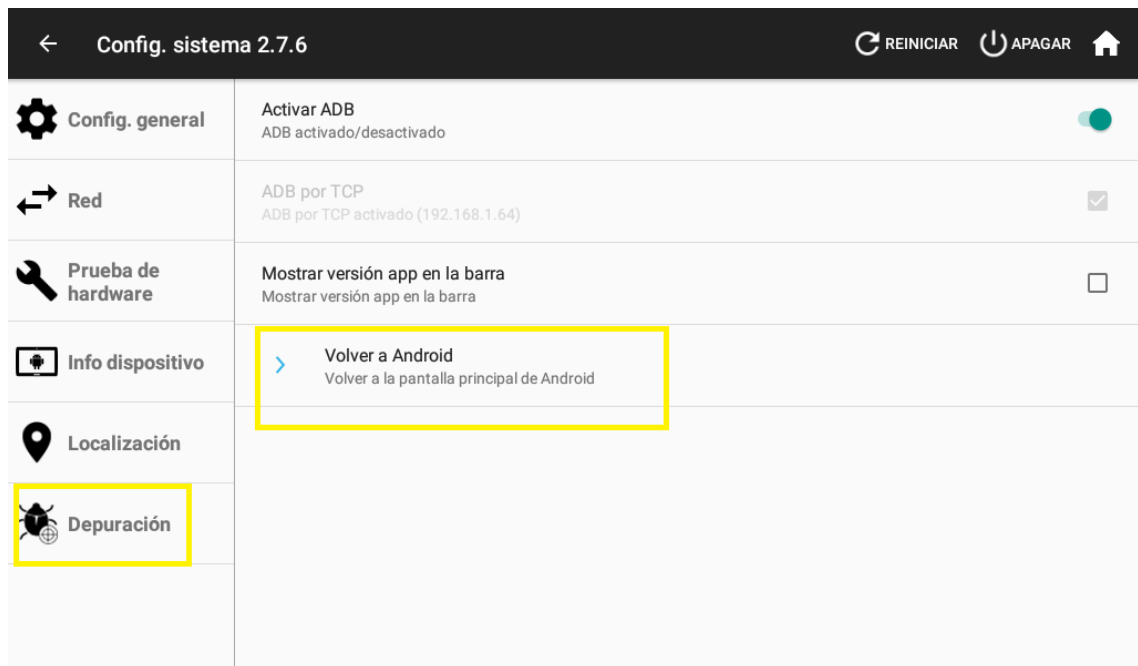 Config. sistema 2.7.6
REINICIAR
APAGAR
Config. general
Red
Prueba de
hardware
Info dispositivo
Localización
Depuración
Activar ADB
ADB activado/desactivado
ADB por TCP
ADB por TCP activado (192.168.1.64)
Mostrar versión app en la barra
Mostrar versión app en la barra
Volver a Android
Volver a la pantalla principal de Android